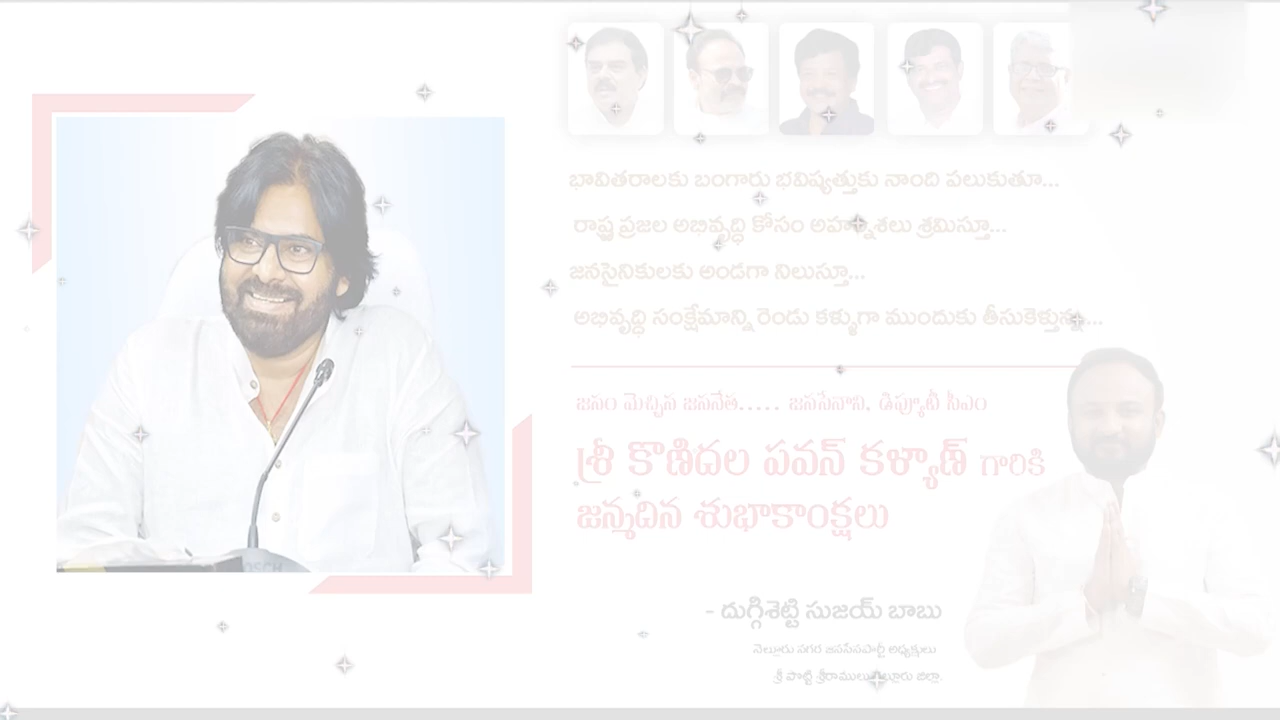 భావితరాలకు బంగారు భవిష్యత్తుకు నాంది పలుకుతూ...
రాష్ట్ర ప్రజల అభివృద్ధి కోసం అహర్నిశలు శ్రమిస్తూ...
జనసైనికులకు అండగా నిలుస్తూ...
అభివృద్ధి సంక్షేమాన్ని రెండు కళ్ళుగా ముందుకు తీసుకెళ్తున్న...
జనం మెచ్చిన జననేత..... జనసేనాని, డిప్యూటీ సీఎం
శ్రీ కొణిదల పవన్ కళ్యాణ్ గారికి
జన్మదిన శుభాకాంక్షలు
- దుగ్గిశెట్టి సుజయ్ బాబు
నెల్లూరు నగర జనసేనపార్టీ అధ్యక్షులు
శ్రీ పొట్టి శ్రీరాములు నెల్లూరు జిల్లా.